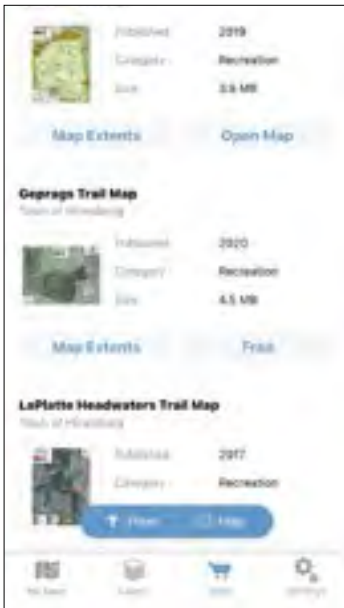 Published 2019
Category Recreation
Size 3.6 MB
Map Extents Open Map
Geprags Trail Map
Town of Hinesburg
Published 2020
Category Recreation
Size 4.5 MB
Map Extents Free
LaPlatte Headwaters Trail Map
Town of Hinesburg
Published 2017
Category Recreation
Map